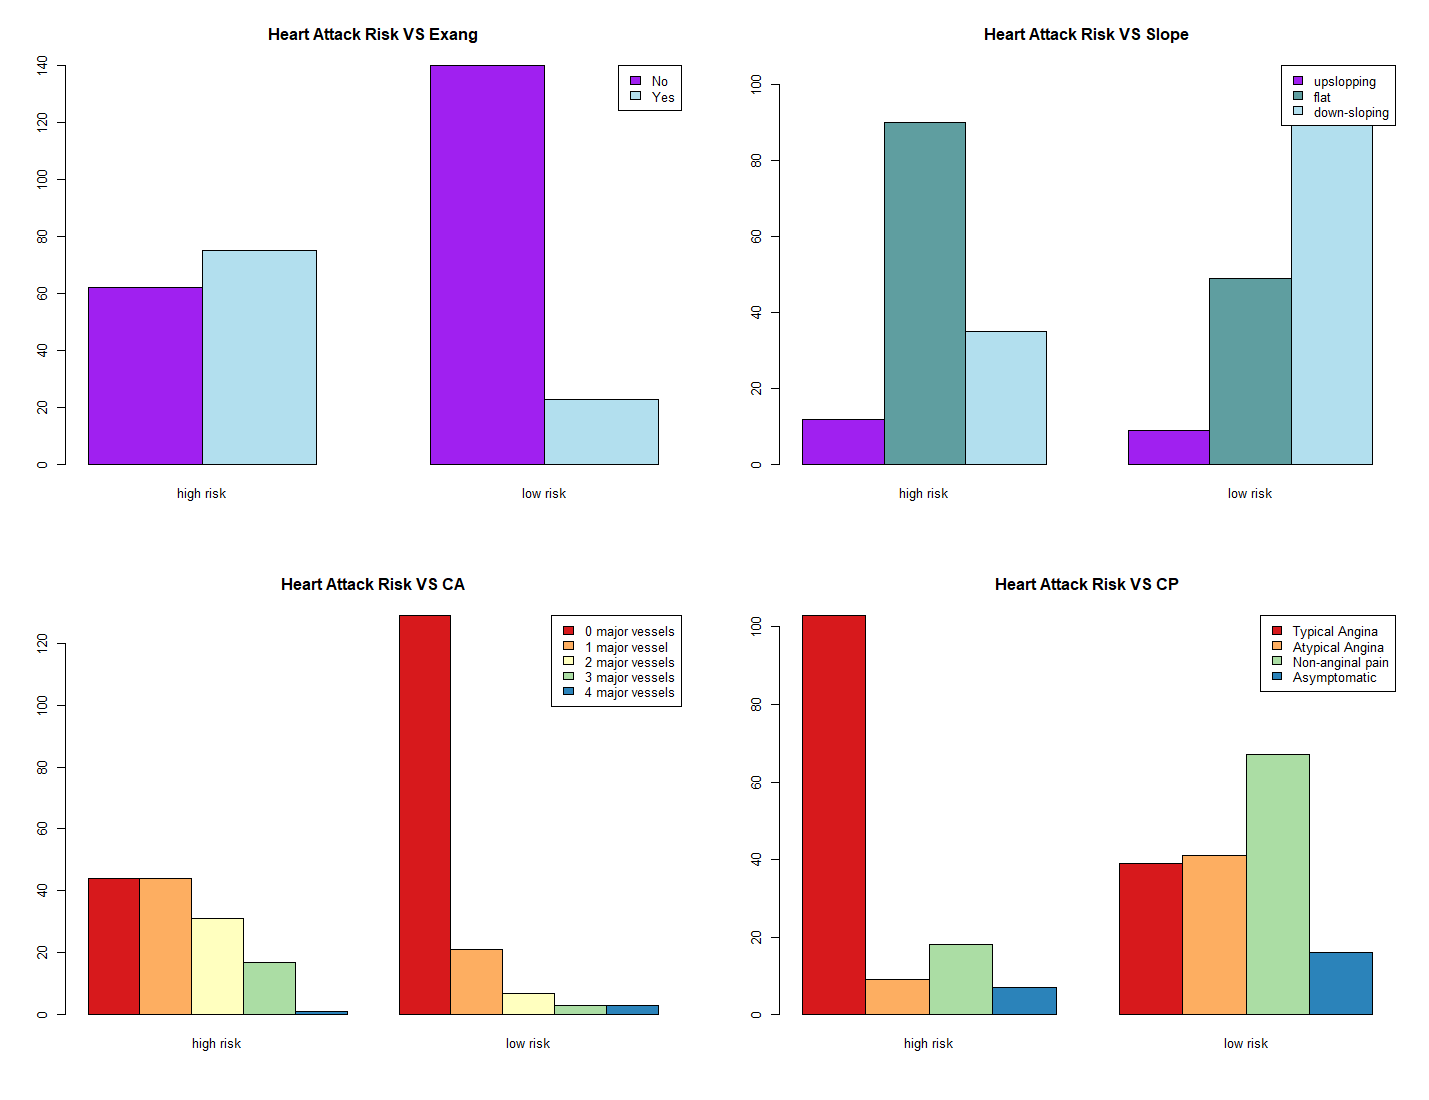 Heart Attack Risk VS Exang
140
120
100
80
60
40
20
0
No
Yes
high risk
low risk
Heart Attack Risk VS Slope
100
80
60
40
20
0
upslopping
flat
down-sloping
high risk
low risk
Heart Attack Risk VS CA
120
100
80
60
40
20
0
0 major vessels
1 major vessel
2 major vessels
3 major vessels
4 major vessels
high risk
low risk
Heart Attack Risk VS CP
100
80
60
40
20
0
Typical Angina
Atypical Angina
Non-anginal pain
Asymptomatic
high risk
low risk